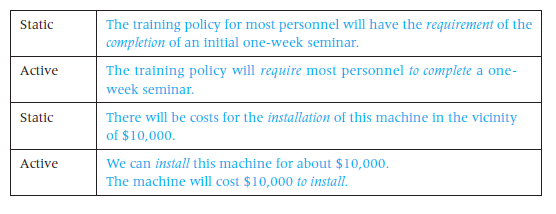 Static The training policy for most personnel will have the requirement of the
completion of an initial one-week seminar.
Active The training policy will require most personnel to complete a one-
week seminar.
Static There will be costs for the installation of this machine in the vicinity
of $10,000.
Active We can install this machine for about $10,000.
The machine will cost $10,000 to install.